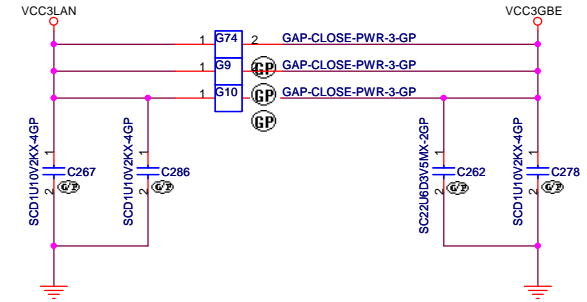 VCC3LAN
VCC3GBE
1 G74 2 GAP-CLOSE-PWR-3-GP
1 G9 GP GAP-CLOSE-PWR-3-GP
1 G10 GP GAP-CLOSE-PWR-3-GP
GP
SCD1U10V2KX-4GP
1
2
C267
G/P
SCD1U10V2KX-4GP
1
2
C286
G/P
SC22U6D3V5MX-2GP
1
2
C262
G/P
SCD1U10V2KX-4GP
1
2
C278
G/P